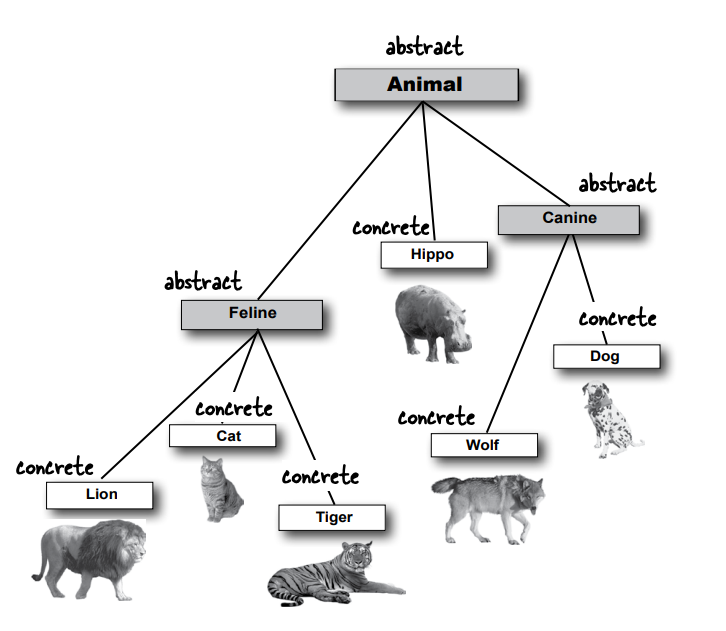 abstract
Animal
abstract
Canine
concrete
Hippo
abstract
Feline
concrete
Dog
concrete
Cat
concrete
Wolf
concrete
Lion
concrete
Tiger